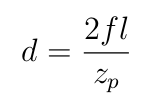 d = \frac{2fl}{z_p}